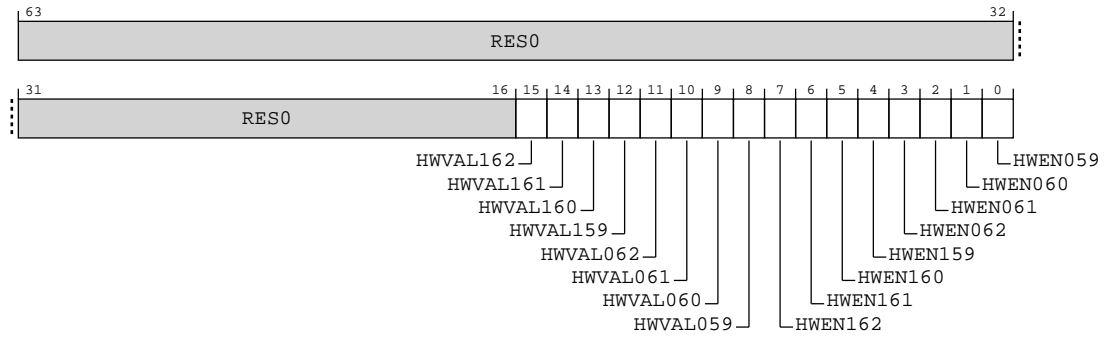 63 32
RES0
31 16 15 14 13 12 11 10 9 8 7 6 5 4 3 2 1 0
RES0
HWVAL162 HWEN059
HWVAL161 HWEN060
HWVAL160 HWEN061
HWVAL159 HWEN062
HWVAL062 HWEN159
HWVAL061 HWEN160
HWVAL060 HWEN161
HWVAL059 HWEN162